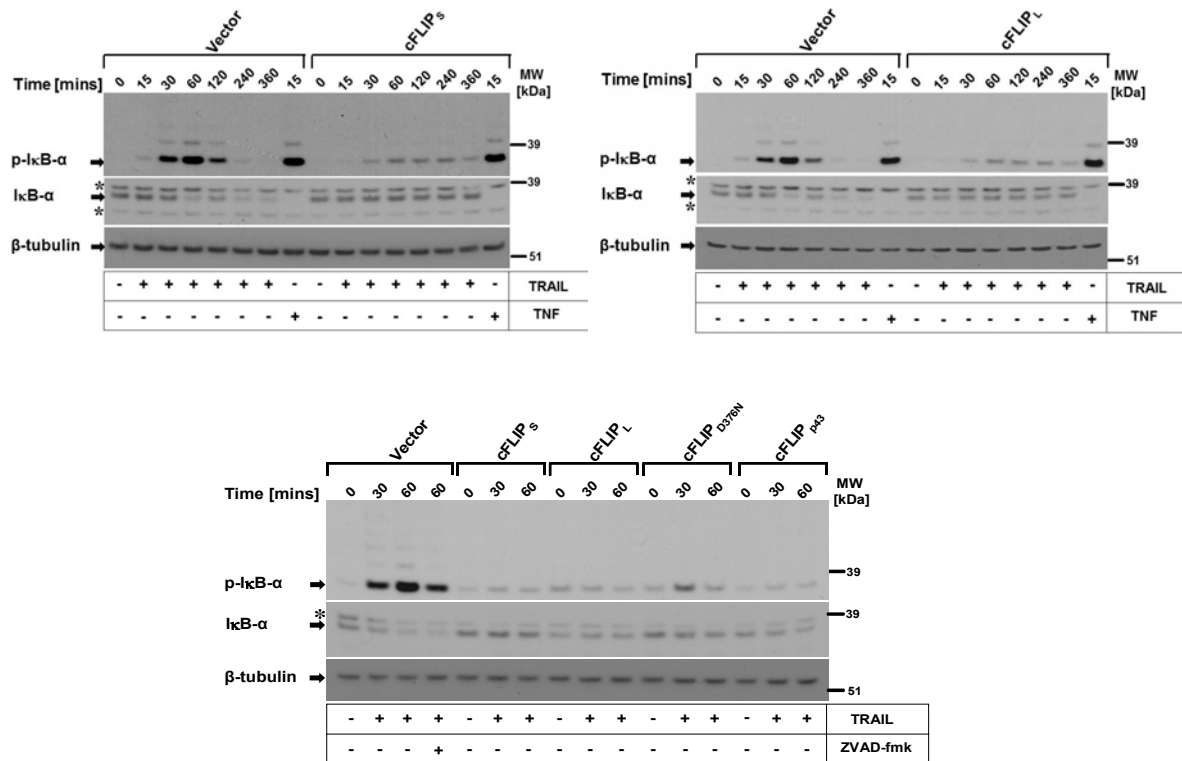 Vector cFLIPS
Time [mins] 0 15 30 60 120 240 360 15 0 15 30 60 120 240 360 15 MW [kDa]
p-IκB-α 39
* 39
IκB-α
*
β-tubulin 51
- + + + + + + - - + + + + + + - TRAIL
- - - - - - - + - - - - - - - + TNF
Vector cFLIPL
Time [mins] 0 15 30 60 120 240 360 15 0 15 30 60 120 240 360 15 MW [kDa]
p-IκB-α 39
* 39
IκB-α
*
β-tubulin 51
- + + + + + + - - + + + + + + - TRAIL
- - - - - - - + - - - - - - - + TNF
Vector cFLIPS cFLIPL cFLIPD376N cFLIPp43
Time [mins] 0 30 60 60 0 30 60 0 30 60 0 30 60 0 30 60 MW [kDa]
p-IκB-α 39
* 39
IκB-α
β-tubulin 51
- + + + - + + - + + - + + - + + TRAIL
- - - + - - - - - - - - - - - - ZVAD-fmk